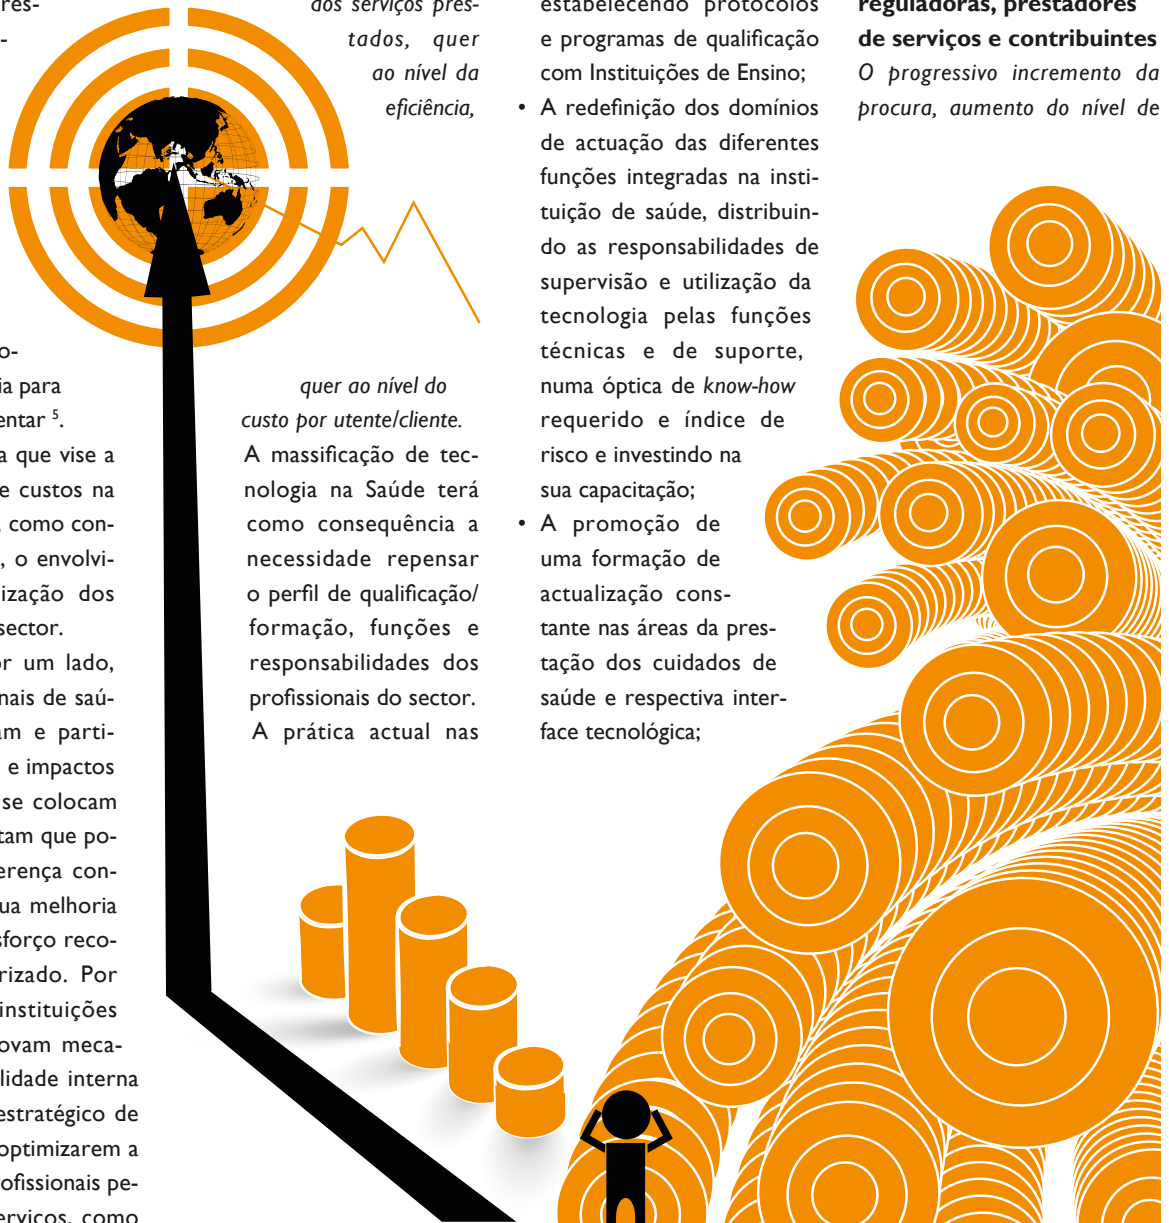 res-
-
o-
ia para
entar 5.
a que vise a
e custos na
, como con-
, o envolvi-
ização dos
sector.
r um lado,
nais de saú-
am e parti-
e impactos
se colocam
tam que po-
erença con-
ua melhoria
sforço reco-
rizado. Por
instituições
ovam meca-
lidade interna
estratégico de
optimizarem a
ofissionais pe-
erviços, como
dos serviços pres-
tados, quer
ao nível da
eficiência,
quer ao nível do
custo por utente/cliente.
A massificação de tec-
nologia na Saúde terá
como consequência a
necessidade repensar
o perfil de qualificação/
formação, funções e
responsabilidades dos
profissionais do sector.
A prática actual nas
estabelecendo protocolos
e programas de qualificação
com Instituições de Ensino;
• A redefinição dos domínios
de actuação das diferentes
funções integradas na insti-
tuição de saúde, distribuin-
do as responsabilidades de
supervisão e utilização da
tecnologia pelas funções
técnicas e de suporte,
numa óptica de know-how
requerido e índice de
risco e investindo na
sua capacitação;
• A promoção de
uma formação de
actualização cons-
tante nas áreas da pres-
tação dos cuidados de
saúde e respectiva inter-
face tecnológica;
reguladoras, prestadores
de serviços e contribuintes
O progressivo incremento da
procura, aumento do nível de